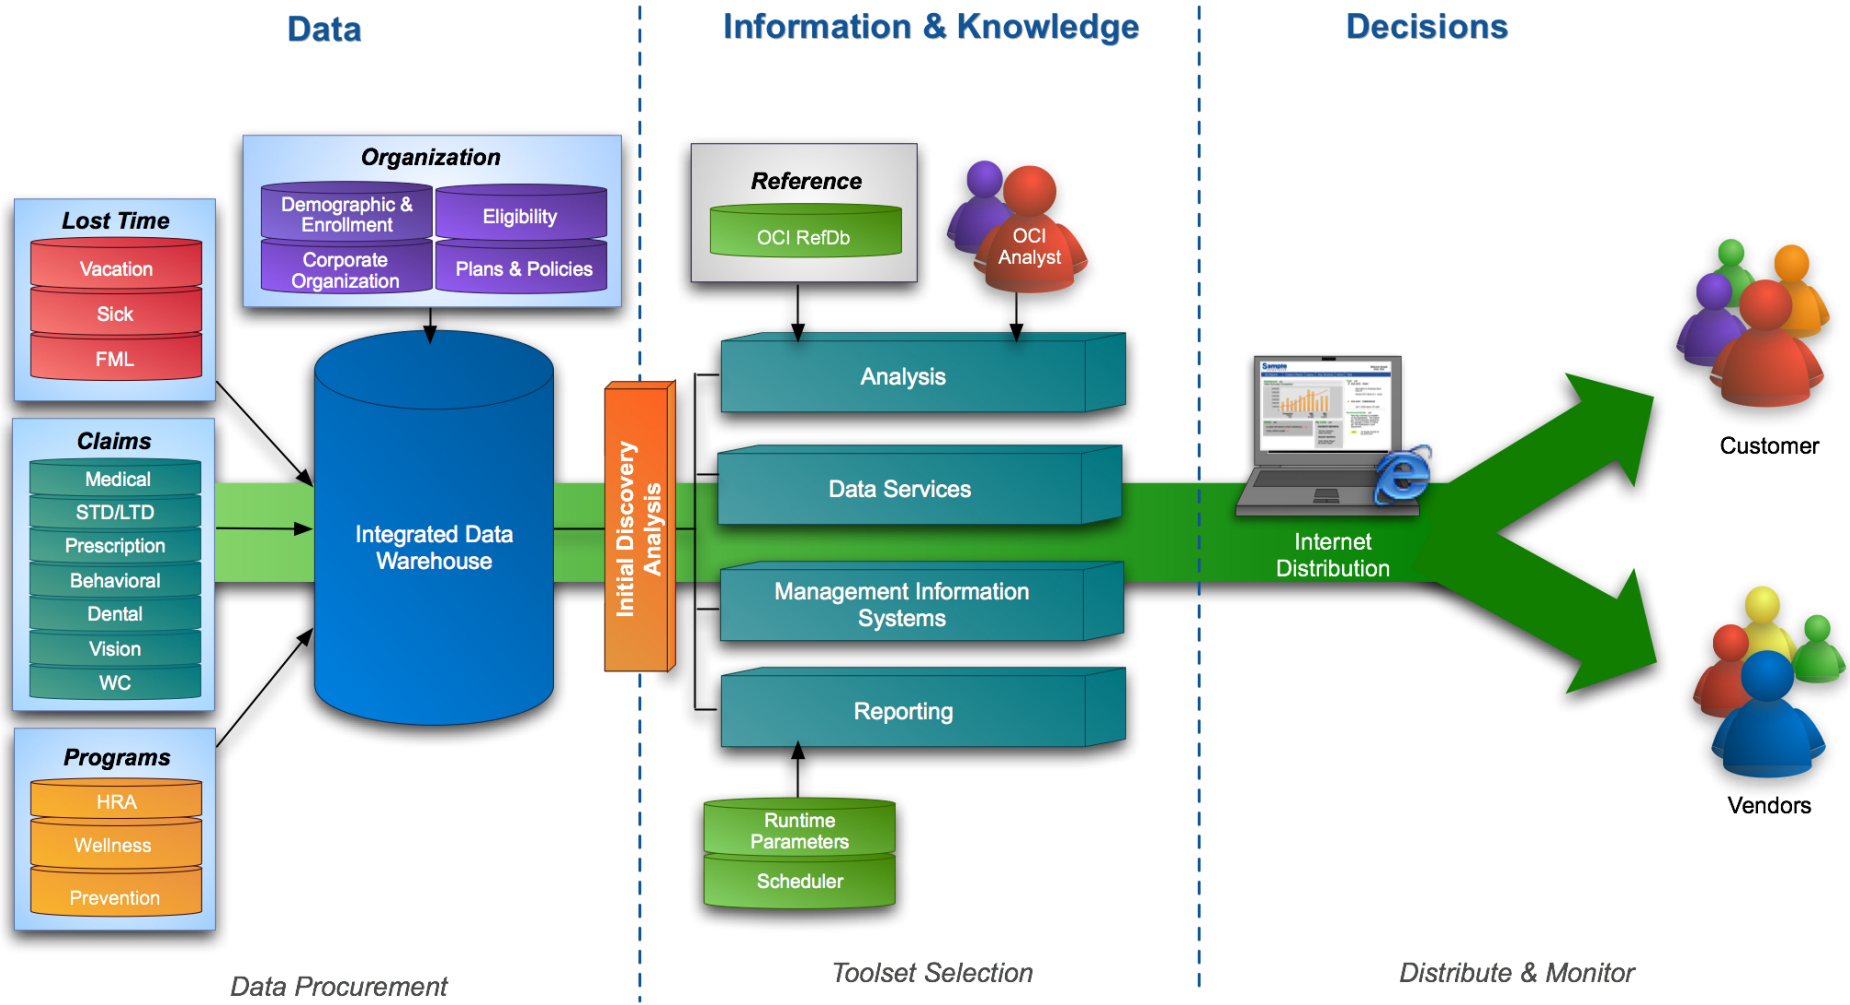 Data
Information & Knowledge
Decisions
Organization
Demographic &
Enrollment
Eligibility
Corporate
Organization
Plans & Policies
Lost Time
Vacation
Sick
FML
Claims
Medical
STD/LTD
Prescription
Behavioral
Dental
Vision
WC
Programs
HRA
Wellness
Prevention
Integrated Data
Warehouse
Initial Discovery
Analysis
Reference
OCI RefDb
OCI
Analyst
Analysis
Data Services
Management Information
Systems
Reporting
Runtime
Parameters
Scheduler
Sample
Internet
Distribution
Customer
Vendors
Data Procurement
Toolset Selection
Distribute & Monitor